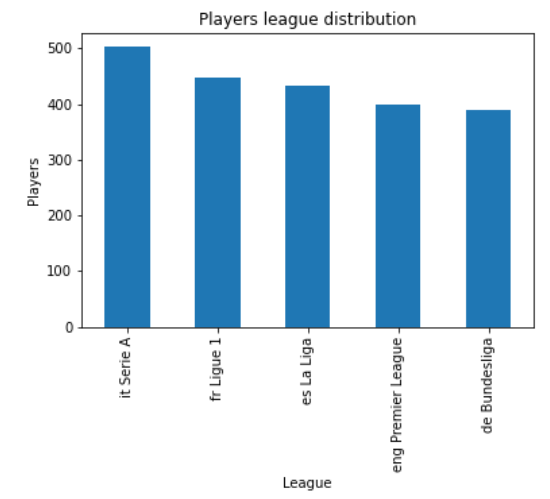 Players league distribution
500
400
300
200
100
0
Players
it Serie A
fr Ligue 1
es La Liga
eng Premier League
de Bundesliga
League